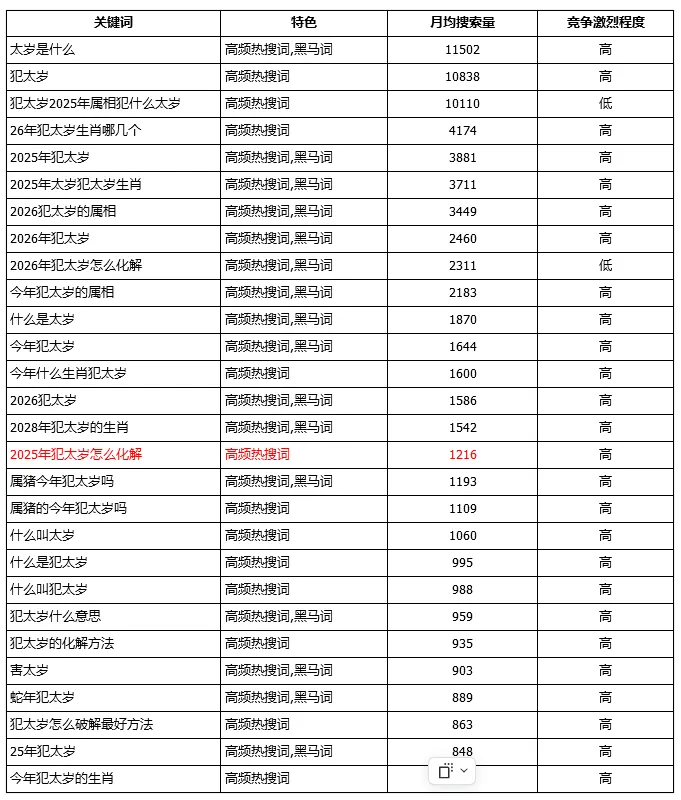 关键词 特色 月均搜索量 竞争激烈程度
太岁是什么 高频热搜词,黑马词 11502 高
犯太岁 高频热搜词 10838 高
犯太岁2025年属相犯什么太岁 高频热搜词 10110 低
26年犯太岁生肖哪几个 高频热搜词 4174 高
2025年犯太岁 高频热搜词,黑马词 3881 高
2025年太岁犯太岁生肖 高频热搜词,黑马词 3711 高
2026犯太岁的属相 高频热搜词,黑马词 3449 高
2026年犯太岁 高频热搜词,黑马词 2460 高
2026年犯太岁怎么化解 高频热搜词,黑马词 2311 低
今年犯太岁的属相 高频热搜词,黑马词 2183 高
什么是太岁 高频热搜词,黑马词 1870 高
今年犯太岁 高频热搜词,黑马词 1644 高
今年什么生肖犯太岁 高频热搜词 1600 高
2026犯太岁 高频热搜词,黑马词 1586 高
2028年犯太岁的生肖 高频热搜词,黑马词 1542 高
2025年犯太岁怎么化解 高频热搜词 1216 高
属猪今年犯太岁吗 高频热搜词,黑马词 1193 高
属猪的今年犯太岁吗 高频热搜词 1109 高
什么叫太岁 高频热搜词 1060 高
什么是犯太岁 高频热搜词 995 高
什么叫犯太岁 高频热搜词 988 高
犯太岁什么意思 高频热搜词,黑马词 959 高
犯太岁的化解方法 高频热搜词 935 高
害太岁 高频热搜词,黑马词 903 高
蛇年犯太岁 高频热搜词,黑马词 889 高
犯太岁怎么破解最好方法 高频热搜词 863 高
25年犯太岁 高频热搜词,黑马词 848 高
今年犯太岁的生肖 高频热搜词 高